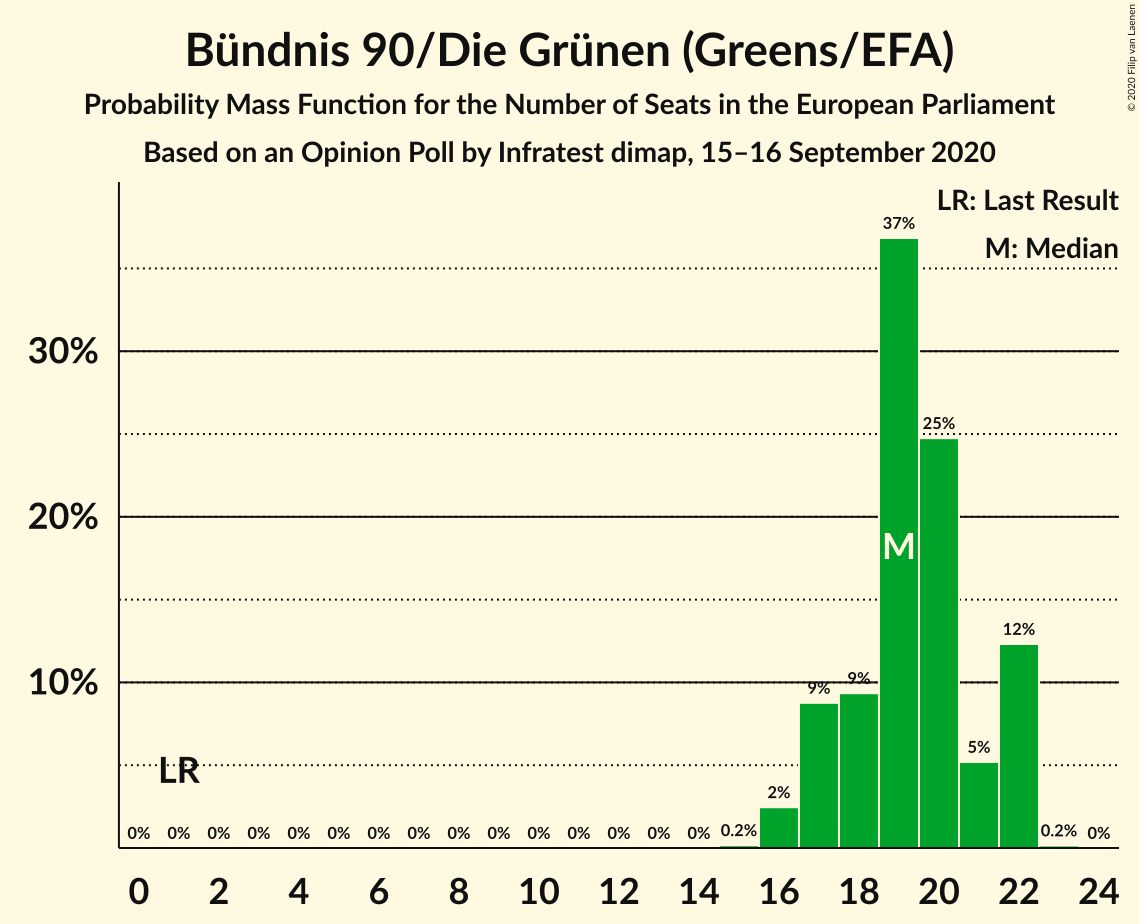 Bündnis 90/Die Grünen (Greens/EFA)
Probability Mass Function for the Number of Seats in the European Parliament
Based on an Opinion Poll by Infratest dimap, 15–16 September 2020
© 2020 Filip van Laenen
LR: Last Result
M: Median
37%
30%
25%
20%
M
12%
10%
9% 9%
5%
LR
2%
0% 0% 0% 0% 0% 0% 0% 0% 0% 0% 0% 0% 0% 0% 0% 0.2% 0.2% 0%
0 2 4 6 8 10 12 14 16 18 20 22 24